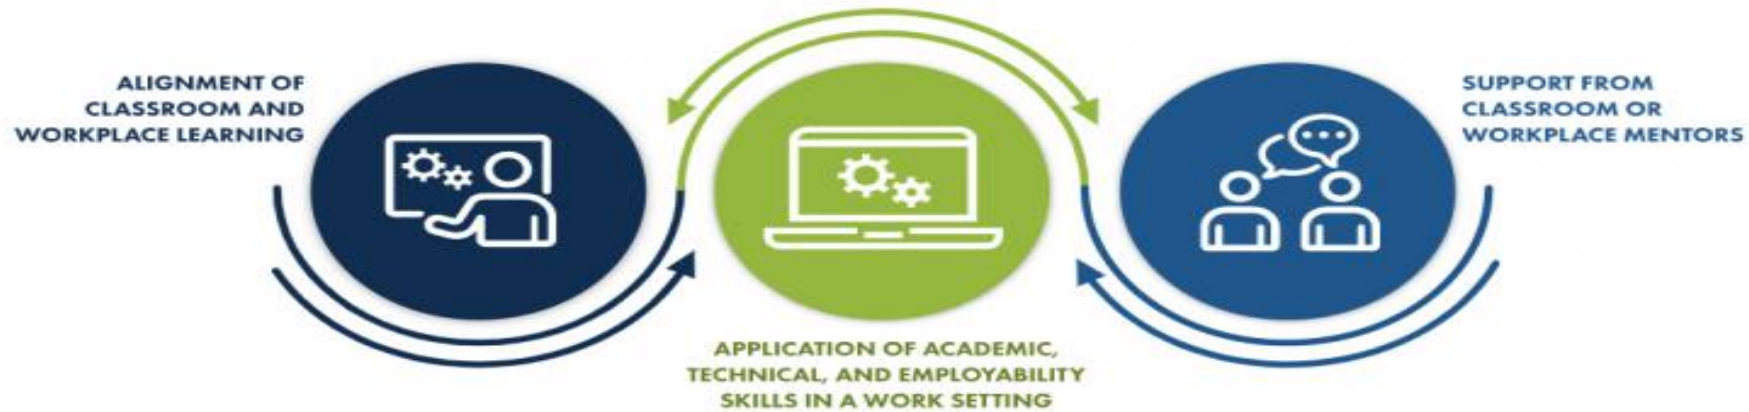 ALIGNMENT OF
CLASSROOM AND
WORKPLACE LEARNING
APPLICATION OF ACADEMIC,
TECHNICAL, AND EMPLOYABILITY
SKILLS IN A WORK SETTING
SUPPORT FROM
CLASSROOM OR
WORKPLACE MENTORS